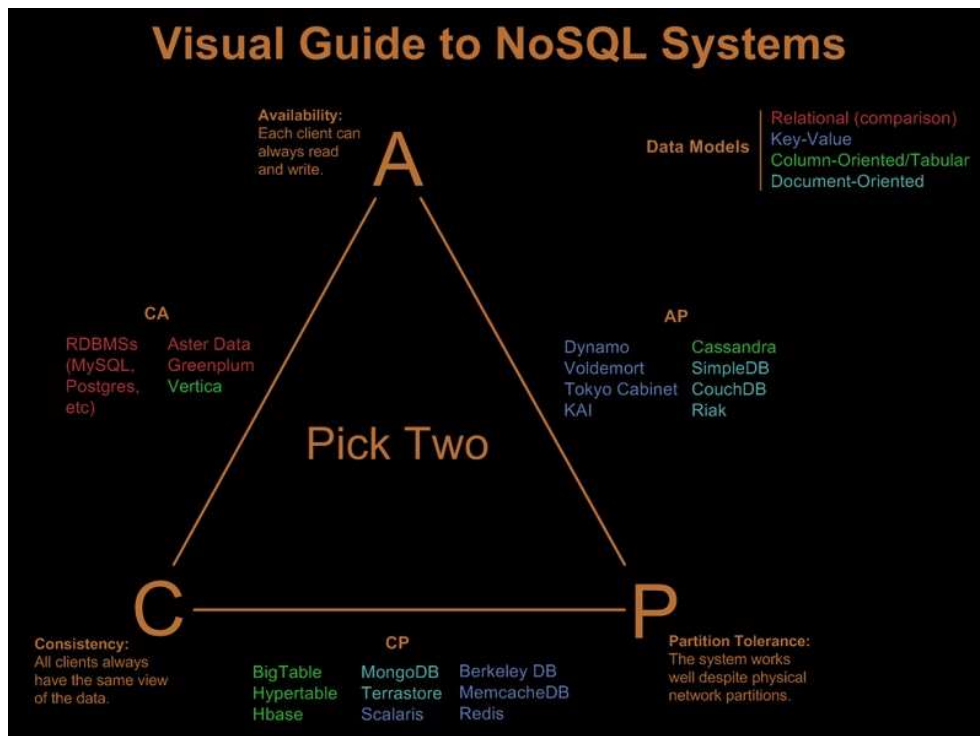 Visual Guide to NoSQL Systems
Availability:
Each client can
always read
and write.
A
Data Models
Relational (comparison)
Key-Value
Column-Oriented/Tabular
Document-Oriented
CA
RDBMSs
(MySQL,
Postgres,
etc)
Aster Data
Greenplum
Vertica
AP
Dynamo
Voldemort
Tokyo Cabinet
KAI
Cassandra
SimpleDB
CouchDB
Riak
Pick Two
C
P
Consistency:
All clients always
have the same view
of the data.
CP
BigTable
Hypertable
Hbase
MongoDB
Terrastore
Scalaris
Berkeley DB
MemcacheDB
Redis
Partition Tolerance:
The system works
well despite physical
network partitions.